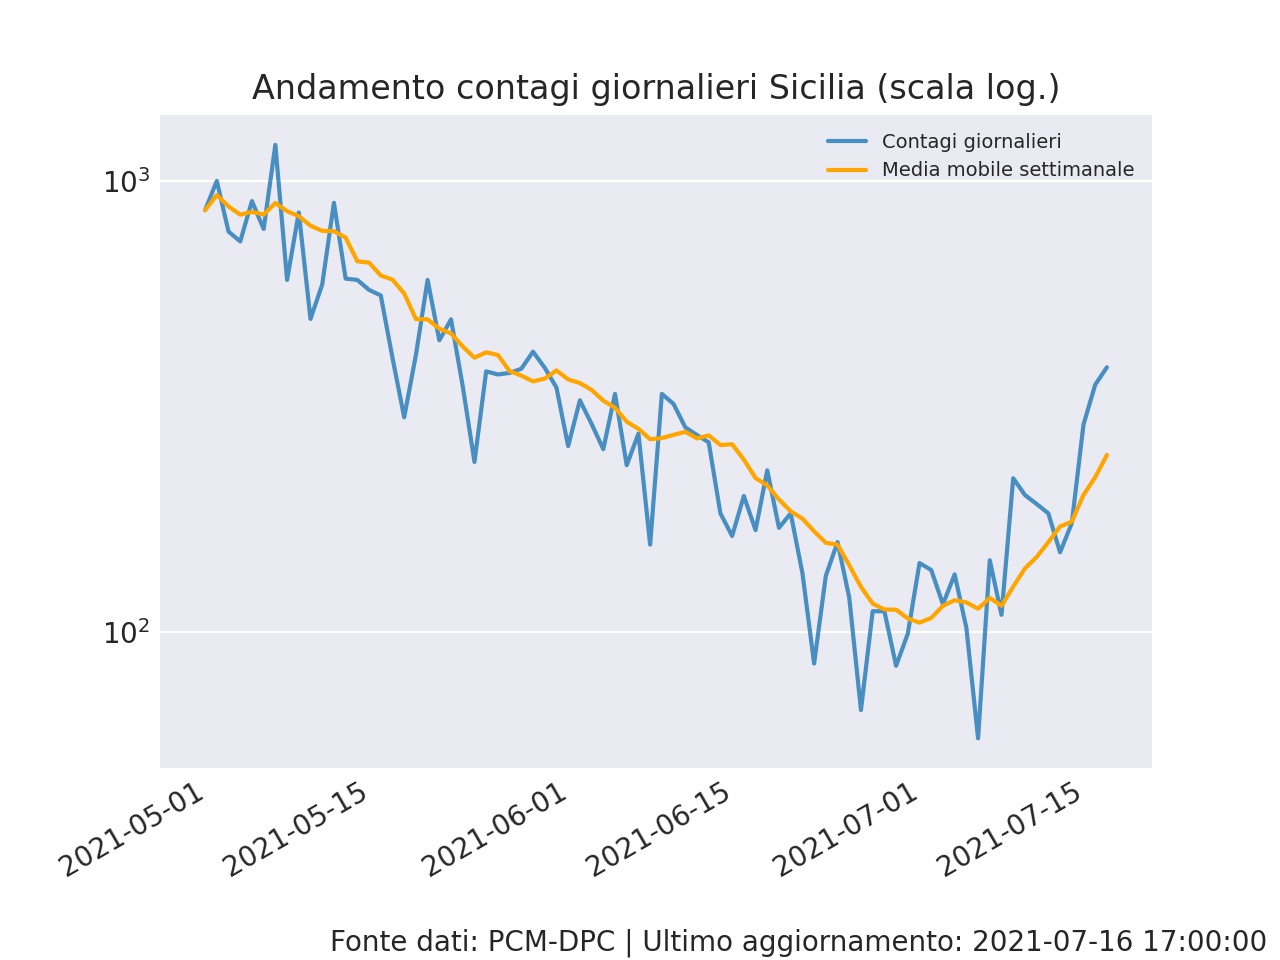 Andamento contagi giornalieri Sicilia (scala log.)
Contagi giornalieri
Media mobile settimanale
10³
10²
2021-05-01
2021-05-15
2021-06-01
2021-06-15
2021-07-01
2021-07-15
Fonte dati: PCM-DPC | Ultimo aggiornamento: 2021-07-16 17:00:00